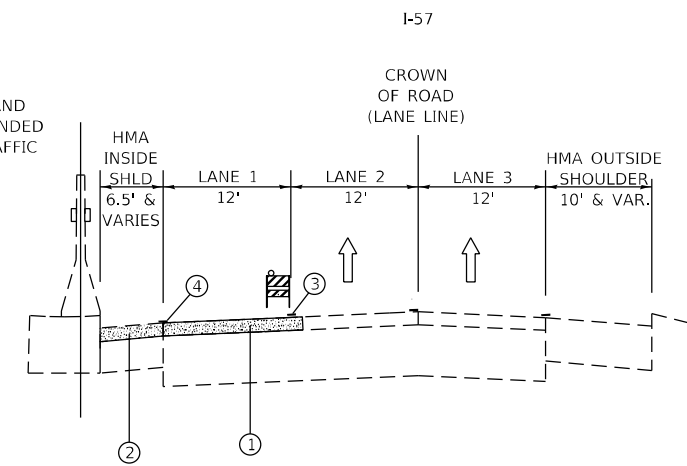 I-57
CROWN
OF ROAD
(LANE LINE)
HMA
INSIDE
SHLD
6.5' &
VARIES
LANE 1
12'
LANE 2
12'
LANE 3
12'
HMA OUTSIDE
SHOULDER
10' & VAR.
4
3
2
1